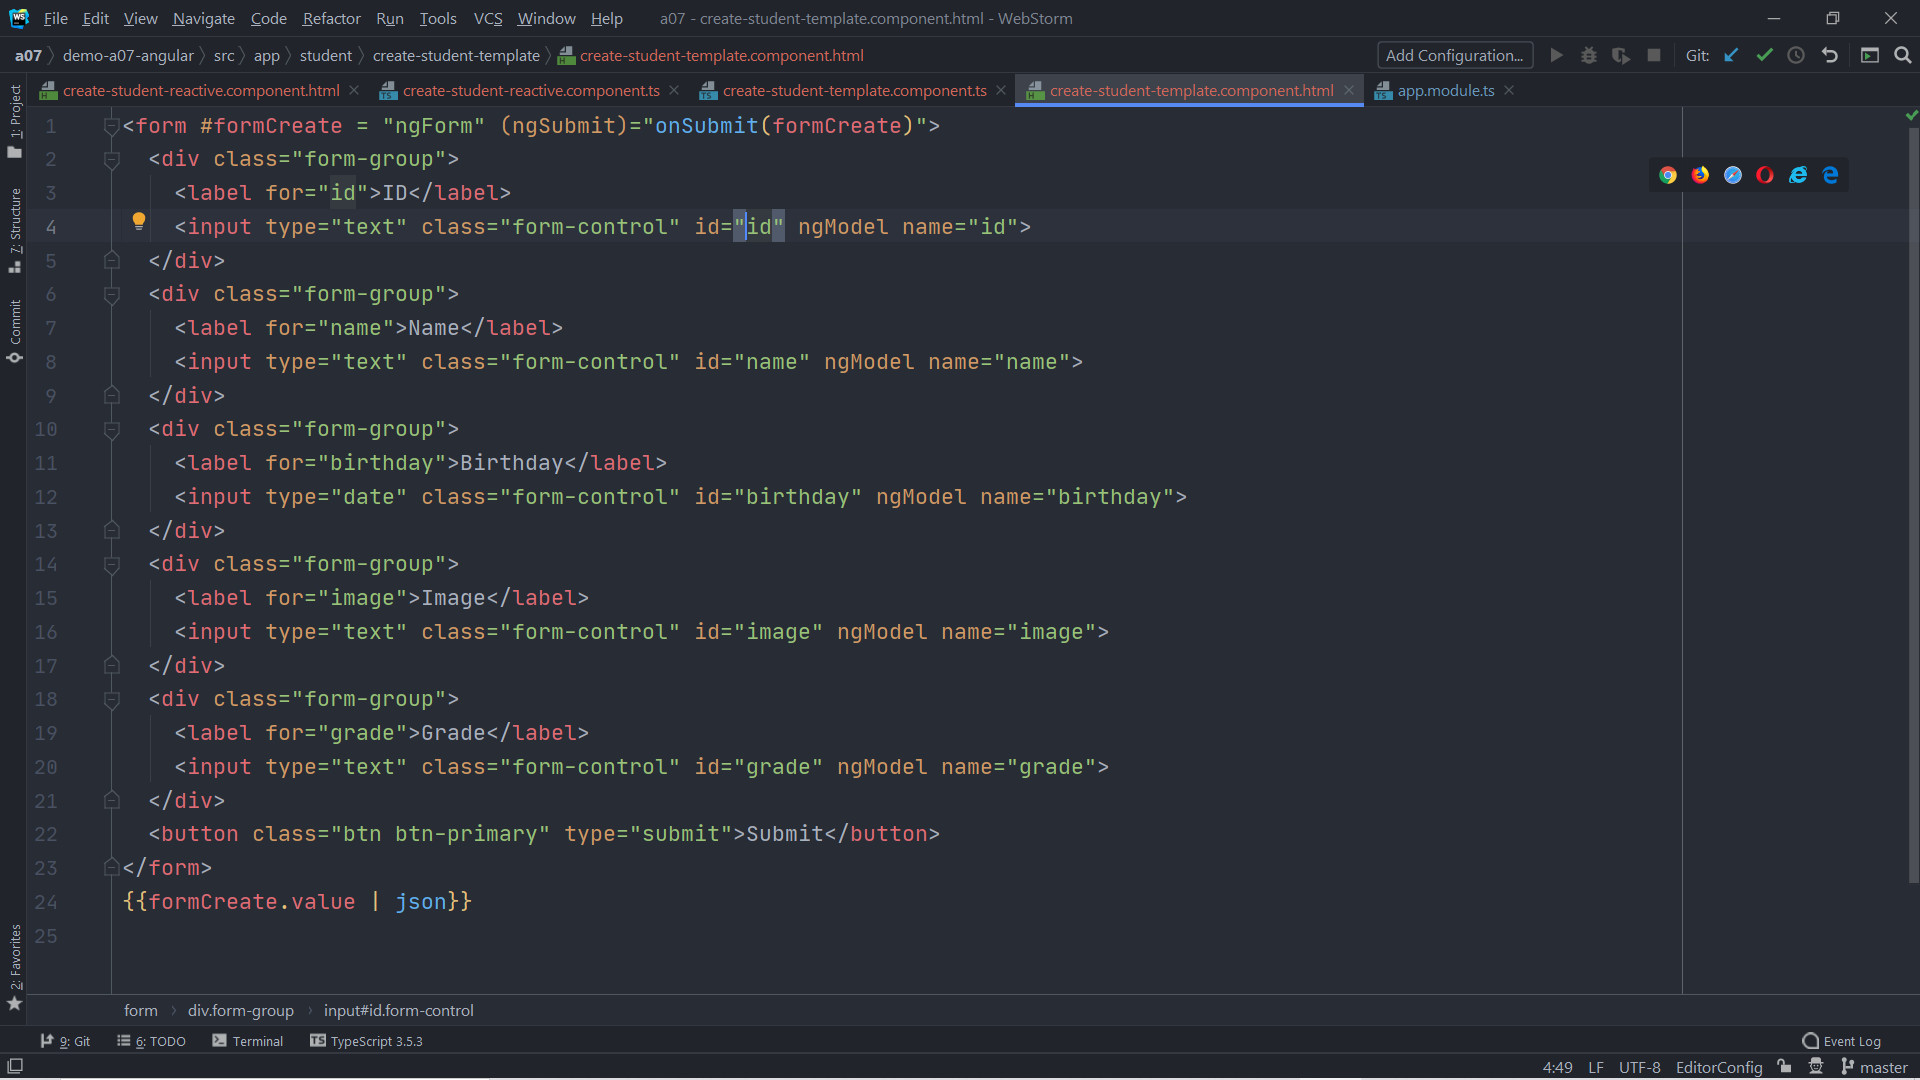 WS File Edit View Navigate Code Refactor Run Tools VCS Window Help a07 - create-student-template.component.html - WebStorm
a07 demo-a07-angular src app student create-student-template create-student-template.component.html Add Configuration... Git:
create-student-reactive.component.html create-student-reactive.component.ts create-student-template.component.ts create-student-template.component.html app.module.ts
1: Project
7: Structure
Commit
2: Favorites
1 <form #formCreate = "ngForm" (ngSubmit)="onSubmit(formCreate)">
2 <div class="form-group">
3 <label for="id">ID</label>
4 <input type="text" class="form-control" id="id" ngModel name="id">
5 </div>
6 <div class="form-group">
7 <label for="name">Name</label>
8 <input type="text" class="form-control" id="name" ngModel name="name">
9 </div>
10 <div class="form-group">
11 <label for="birthday">Birthday</label>
12 <input type="date" class="form-control" id="birthday" ngModel name="birthday">
13 </div>
14 <div class="form-group">
15 <label for="image">Image</label>
16 <input type="text" class="form-control" id="image" ngModel name="image">
17 </div>
18 <div class="form-group">
19 <label for="grade">Grade</label>
20 <input type="text" class="form-control" id="grade" ngModel name="grade">
21 </div>
22 <button class="btn btn-primary" type="submit">Submit</button>
23 </form>
24 {{formCreate.value | json}}
25
form div.form-group input#id.form-control
9: Git 6: TODO Terminal TS TypeScript 3.5.3 Event Log
4:49 LF UTF-8 EditorConfig master